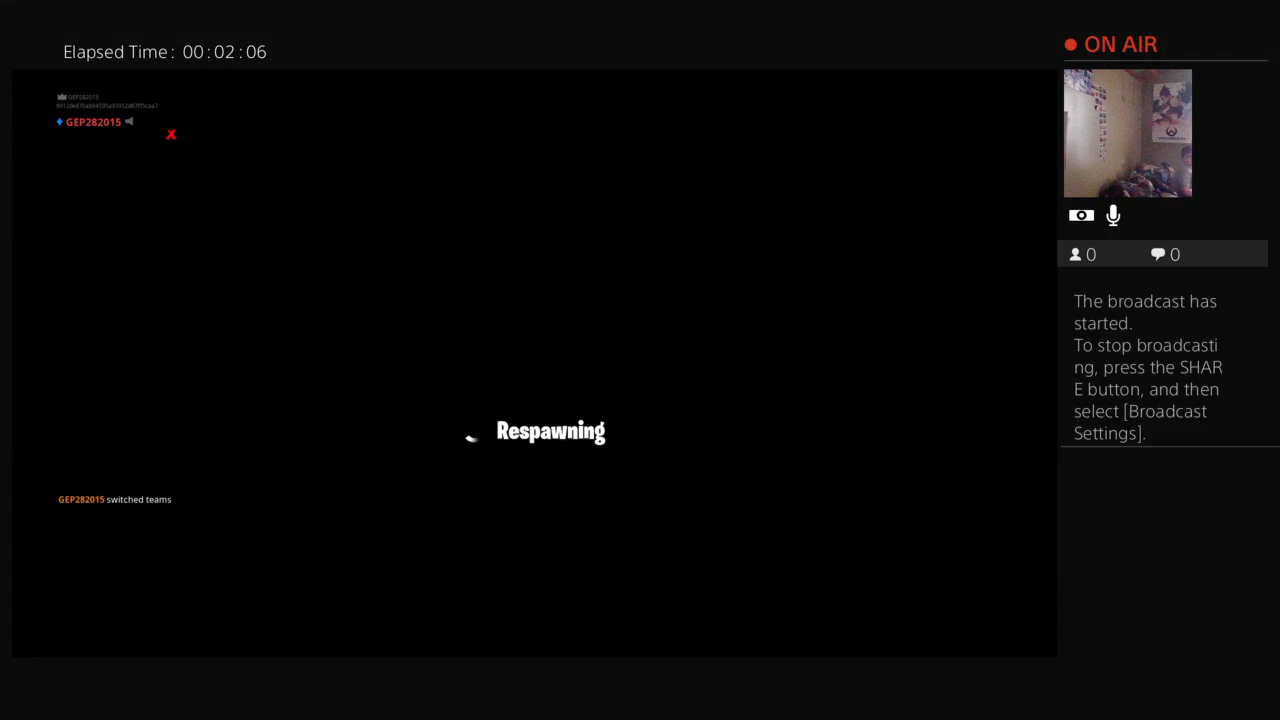 Elapsed Time: 00:02:06
ON AIR
GEP282015
GEP282015
X
0
0
The broadcast has
started.
To stop broadcasti
ng, press the SHAR
E button, and then
select [Broadcast
Settings].
Respawning
GEP282015 switched teams